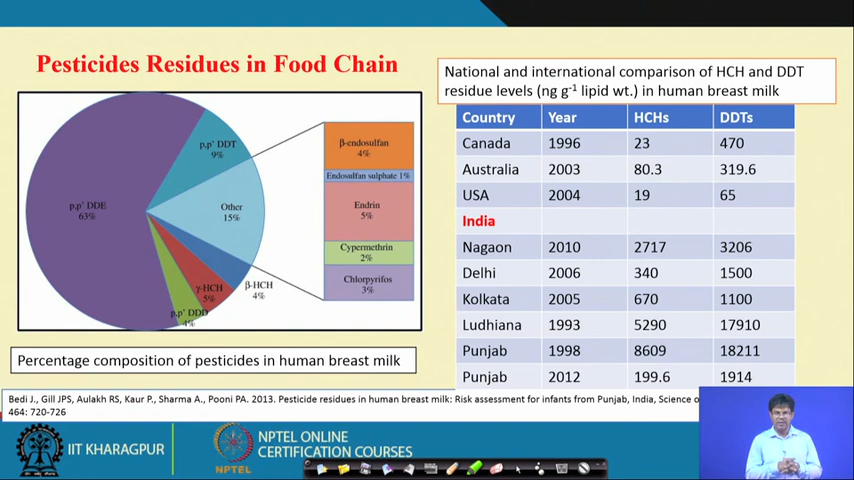 Pesticides Residues in Food Chain
p,p' DDT
9%
p,p' DDE
63%
Other
15%
β-HCH
4%
γ-HCH
5%
p,p' DDD
4%
β-endosulfan
4%
Endosulfan sulphate 1%
Endrin
5%
Cypermethrin
2%
Chlorpyrifos
3%
Percentage composition of pesticides in human breast milk
National and international comparison of HCH and DDT
residue levels (ng g-1 lipid wt.) in human breast milk
Country Year HCHs DDTs
Canada 1996 23 470
Australia 2003 80.3 319.6
USA 2004 19 65
India
Nagaon 2010 2717 3206
Delhi 2006 340 1500
Kolkata 2005 670 1100
Ludhiana 1993 5290 17910
Punjab 1998 8609 18211
Punjab 2012 199.6 1914
Bedi J., Gill JPS, Aulakh RS, Kaur P., Sharma A., Pooni PA. 2013. Pesticide residues in human breast milk: Risk assessment for infants from Punjab, India, Science o
464: 720-726
IIT KHARAGPUR
NPTEL
NPTEL ONLINE
CERTIFICATION COURSES